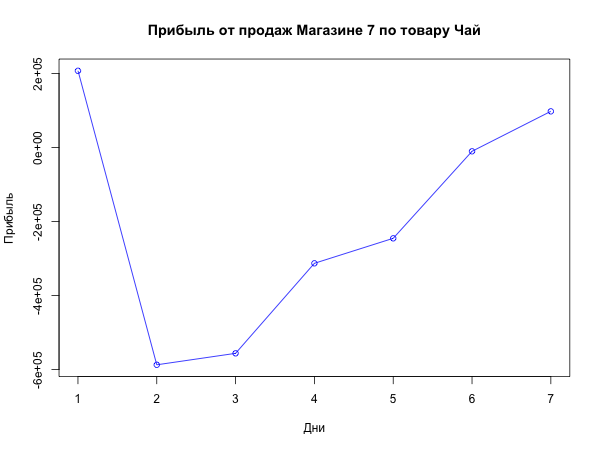 Прибыль от продаж Магазине 7 по товару Чай
Прибыль
2e+05
0e+00
-2e+05
-4e+05
-6e+05
1 2 3 4 5 6 7
Дни